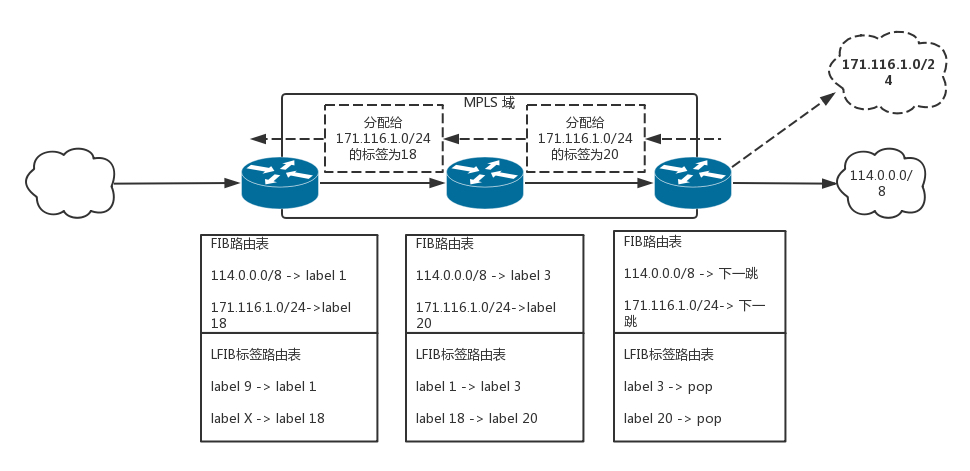 171.116.1.0/2
4
MPLS 域
分配给
171.116.1.0/24
的标签为18
分配给
171.116.1.0/24
的标签为20
114.0.0.0/
8
FIB路由表
114.0.0.0/8 -> label 1
171.116.1.0/24->label
18
LFIB标签路由表
label 9 -> label 1
label X -> label 18
FIB路由表
114.0.0.0/8 -> label 3
171.116.1.0/24->label
20
LFIB标签路由表
label 1 -> label 3
label 18 -> label 20
FIB路由表
114.0.0.0/8 -> 下一跳
171.116.1.0/24-> 下一
跳
LFIB标签路由表
label 3 -> pop
label 20 -> pop